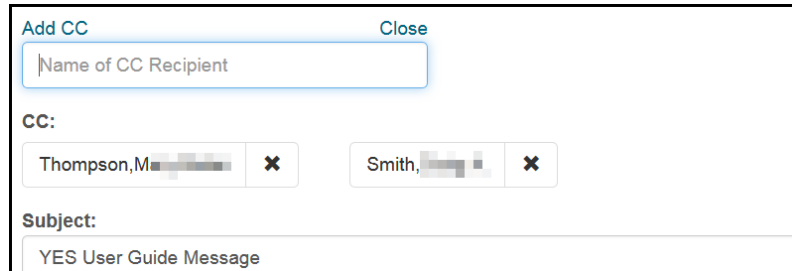 Add CC Close
Name of CC Recipient
CC:
Thompson, ✖ Smith, ✖
Subject:
YES User Guide Message